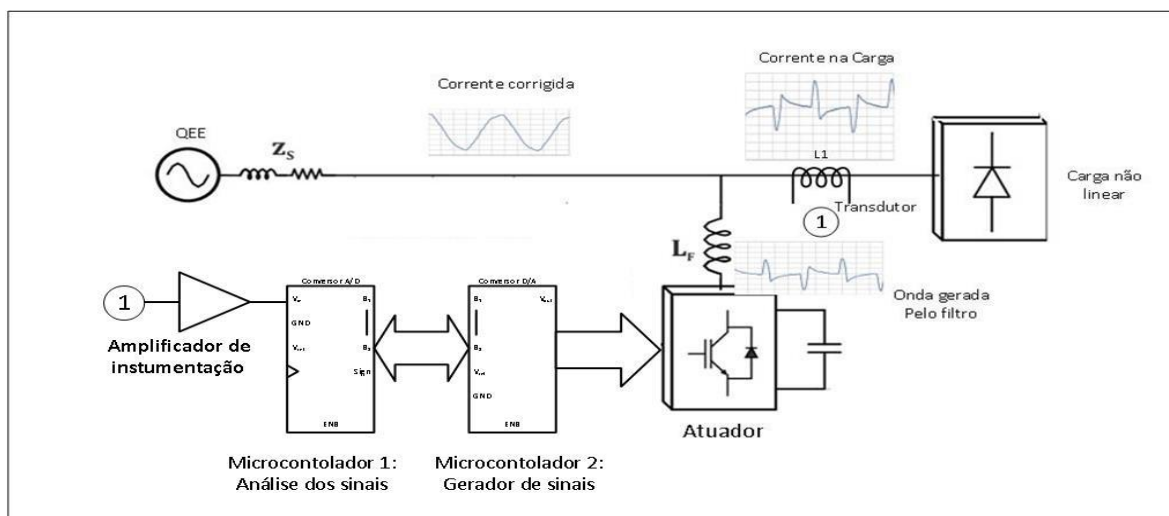 Corrente na Carga
Corrente corrigida
QEE
Z_S
L1
Transdutor
1
Carga não
linear
L_F
Onda gerada
Pelo filtro
1
Amplificador de
instumentação
Conversor A/D
B₁
GND
Sign
ENB
Conversor D/A
B₁
GND
ENB
Atuador
Microcontolador 1:
Análise dos sinais
Microcontolador 2:
Gerador de sinais